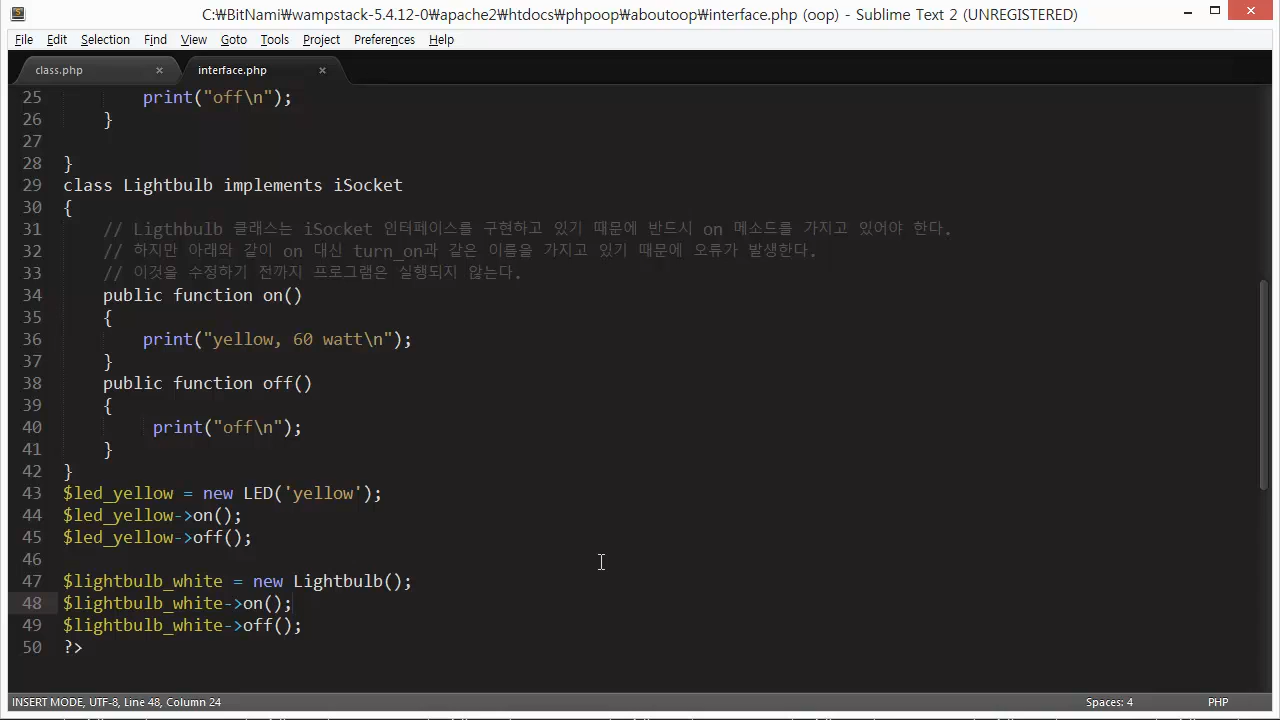 C:₩BitNami₩wampstack-5.4.12-0₩apache2₩htdocs₩phpoop₩aboutoop₩interface.php (oop) - Sublime Text 2 (UNREGISTERED)
File Edit Selection Find View Goto Tools Project Preferences Help
class.php × interface.php ×
25 print("off\n");
26 }
27
28 }
29 class Lightbulb implements iSocket
30 {
31 // Ligthbulb 클래스는 iSocket 인터페이스를 구현하고 있기 때문에 반드시 on 메소드를 가지고 있어야 한다.
32 // 하지만 아래와 같이 on 대신 turn_on과 같은 이름을 가지고 있기 때문에 오류가 발생한다.
33 // 이것을 수정하기 전까지 프로그램은 실행되지 않는다.
34 public function on()
35 {
36 print("yellow, 60 watt\n");
37 }
38 public function off()
39 {
40 print("off\n");
41 }
42 }
43 $led_yellow = new LED('yellow');
44 $led_yellow->on();
45 $led_yellow->off();
46
47 $lightbulb_white = new Lightbulb();
48 $lightbulb_white->on();
49 $lightbulb_white->off();
50 ?>
INSERT MODE, UTF-8, Line 48, Column 24 Spaces: 4 PHP